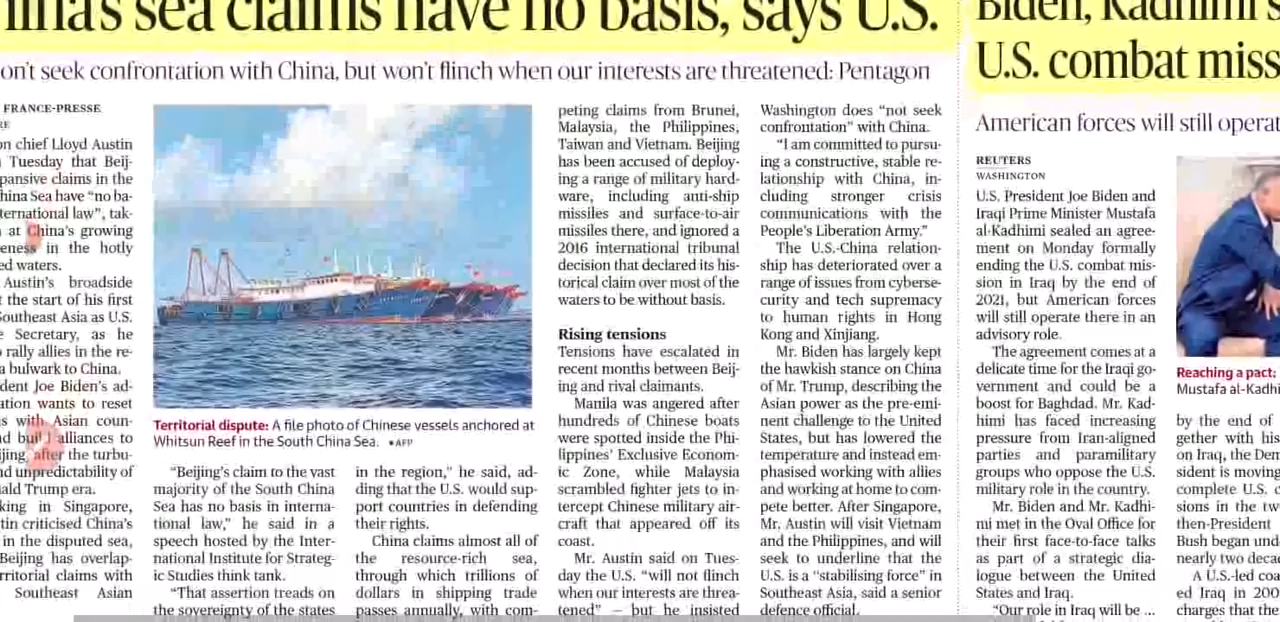 ina's sea claims have no basis, says U.S.
on't seek confrontation with China, but won't flinch when our interests are threatened: Pentagon
FRANCE-PRESSE
RE
on chief Lloyd Austin
Tuesday that Beij-
pansive claims in the
hina Sea have “no ba-
ternational law”, tak-
at China's growing
eness in the hotly
ed waters.
Austin's broadside
t the start of his first
Southeast Asia as U.S.
e Secretary, as he
o rally allies in the re-
a bulwark to China.
dent Joe Biden's ad-
ation wants to reset
s with Asian coun-
d buil alliances to
jing, after the turbu-
nd unpredictability of
ald Trump era.
king in Singapore,
tin criticised China's
in the disputed sea,
Beijing has overlap-
rritorial claims with
Southeast Asian
Territorial dispute: A file photo of Chinese vessels anchored at
Whitsun Reef in the South China Sea. •AFP
“Beijing's claim to the vast
majority of the South China
Sea has no basis in interna-
tional law,” he said in a
speech hosted by the Inter-
national Institute for Strateg-
ic Studies think tank.
“That assertion treads on
the sovereignty of the states
in the region,” he said, ad-
ding that the U.S. would sup-
port countries in defending
their rights.
China claims almost all of
the resource-rich sea,
through which trillions of
dollars in shipping trade
passes annually, with com-
peting claims from Brunei,
Malaysia, the Philippines,
Taiwan and Vietnam. Beijing
has been accused of deploy-
ing a range of military hard-
ware, including anti-ship
missiles and surface-to-air
missiles there, and ignored a
2016 international tribunal
decision that declared its his-
torical claim over most of the
waters to be without basis.
Rising tensions
Tensions have escalated in
recent months between Beij-
ing and rival claimants.
Manila was angered after
hundreds of Chinese boats
were spotted inside the Phi-
lippines' Exclusive Econom-
ic Zone, while Malaysia
scrambled fighter jets to in-
tercept Chinese military air-
craft that appeared off its
coast.
Mr. Austin said on Tues-
day the U.S. “will not flinch
when our interests are threa-
tened” – but he insisted
Washington does “not seek
confrontation” with China.
“I am committed to pursu-
ing a constructive, stable re-
lationship with China, in-
cluding stronger crisis
communications with the
People's Liberation Army.”
The U.S.-China relation-
ship has deteriorated over a
range of issues from cyberse-
curity and tech supremacy
to human rights in Hong
Kong and Xinjiang.
Mr. Biden has largely kept
the hawkish stance on China
of Mr. Trump, describing the
Asian power as the pre-emi-
nent challenge to the United
States, but has lowered the
temperature and instead em-
phasised working with allies
and working at home to com-
pete better. After Singapore,
Mr. Austin will visit Vietnam
and the Philippines, and will
seek to underline that the
U.S. is a “stabilising force” in
Southeast Asia, said a senior
defence official.
Biden, Kadhimi s
U.S. combat miss
American forces will still operat
REUTERS
WASHINGTON
U.S. President Joe Biden and
Iraqi Prime Minister Mustafa
al-Kadhimi sealed an agree-
ment on Monday formally
ending the U.S. combat mis-
sion in Iraq by the end of
2021, but American forces
will still operate there in an
advisory role.
The agreement comes at a
delicate time for the Iraqi go-
vernment and could be a
boost for Baghdad. Mr. Kad-
himi has faced increasing
pressure from Iran-aligned
parties and paramilitary
groups who oppose the U.S.
military role in the country.
Mr. Biden and Mr. Kadhi-
mi met in the Oval Office for
their first face-to-face talks
as part of a strategic dia-
logue between the United
States and Iraq.
“Our role in Iraq will be ...
Reaching a pact:
Mustafa al-Kadhi
by the end of
gether with his
on Iraq, the Dem
sident is moving
complete U.S. c
sions in the tw
then-President
Bush began und
nearly two deca
A U.S.-led coa
ed Iraq in 200
charges that the